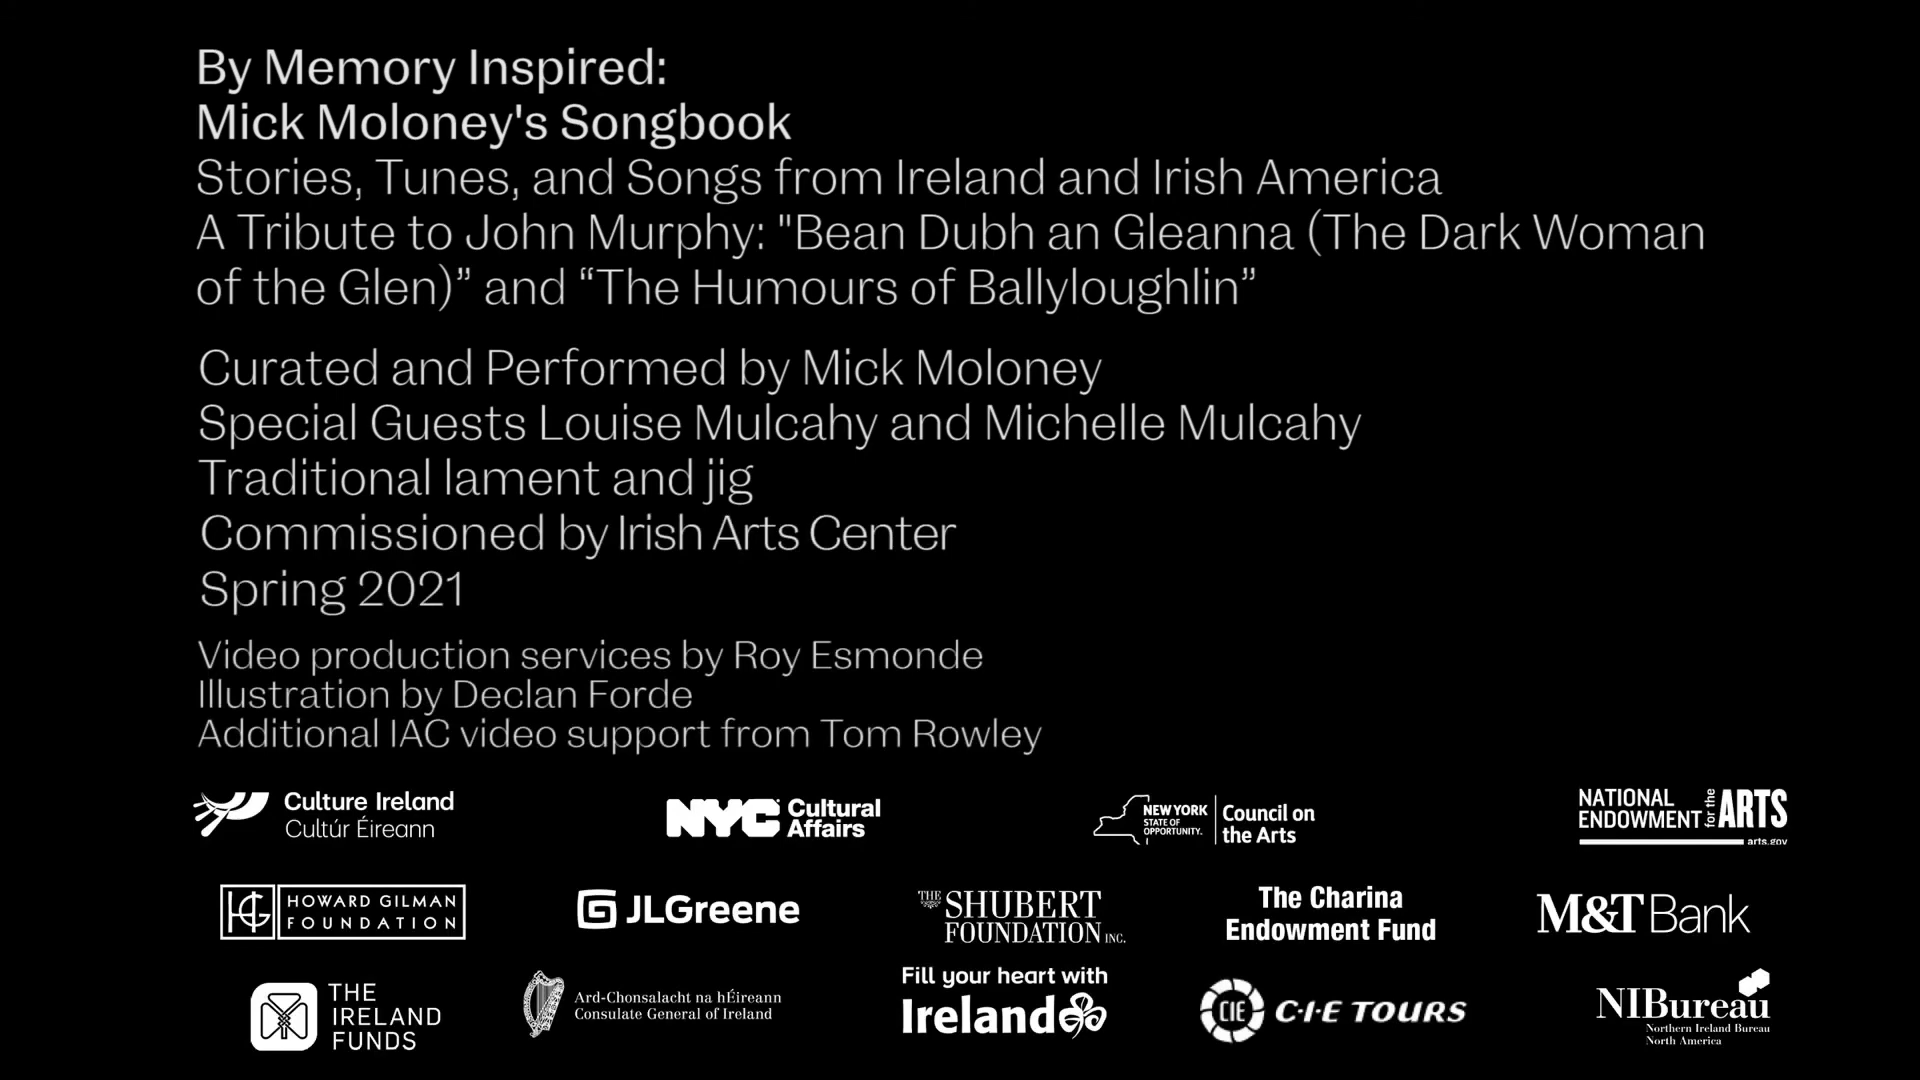 By Memory Inspired:
Mick Moloney's Songbook
Stories, Tunes, and Songs from Ireland and Irish America
A Tribute to John Murphy: "Bean Dubh an Gleanna (The Dark Woman
of the Glen)” and “The Humours of Ballyloughlin”
Curated and Performed by Mick Moloney
Special Guests Louise Mulcahy and Michelle Mulcahy
Traditional lament and jig
Commissioned by Irish Arts Center
Spring 2021
Video production services by Roy Esmonde
Illustration by Declan Forde
Additional IAC video support from Tom Rowley
Culture Ireland
Cultúr Éireann
NYC Cultural
Affairs
NEW YORK
STATE OF
OPPORTUNITY.
Council on
the Arts
NATIONAL
ENDOWMENT
for the
ARTS
arts.gov
HG
HOWARD GILMAN
FOUNDATION
JLGreene
THE
SHUBERT
FOUNDATION INC.
The Charina
Endowment Fund
M&T Bank
THE
IRELAND
FUNDS
Ard-Chonsalacht na hÉireann
Consulate General of Ireland
Fill your heart with
Ireland
CIE
C·I·E TOURS
NIBureau
Northern Ireland Bureau
North America